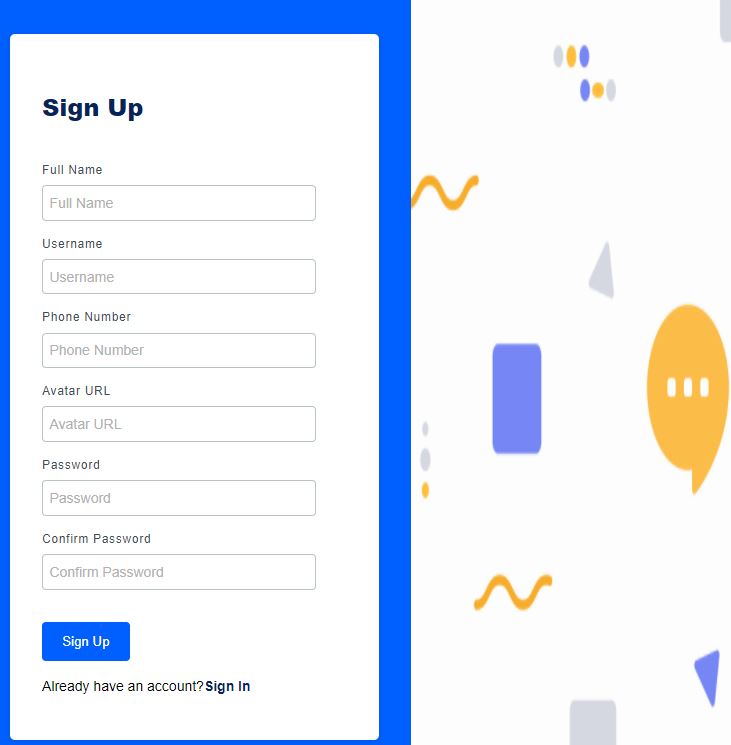 Sign Up
Full Name
Full Name
Username
Username
Phone Number
Phone Number
Avatar URL
Avatar URL
Password
Password
Confirm Password
Confirm Password
Sign Up
Already have an account?Sign In